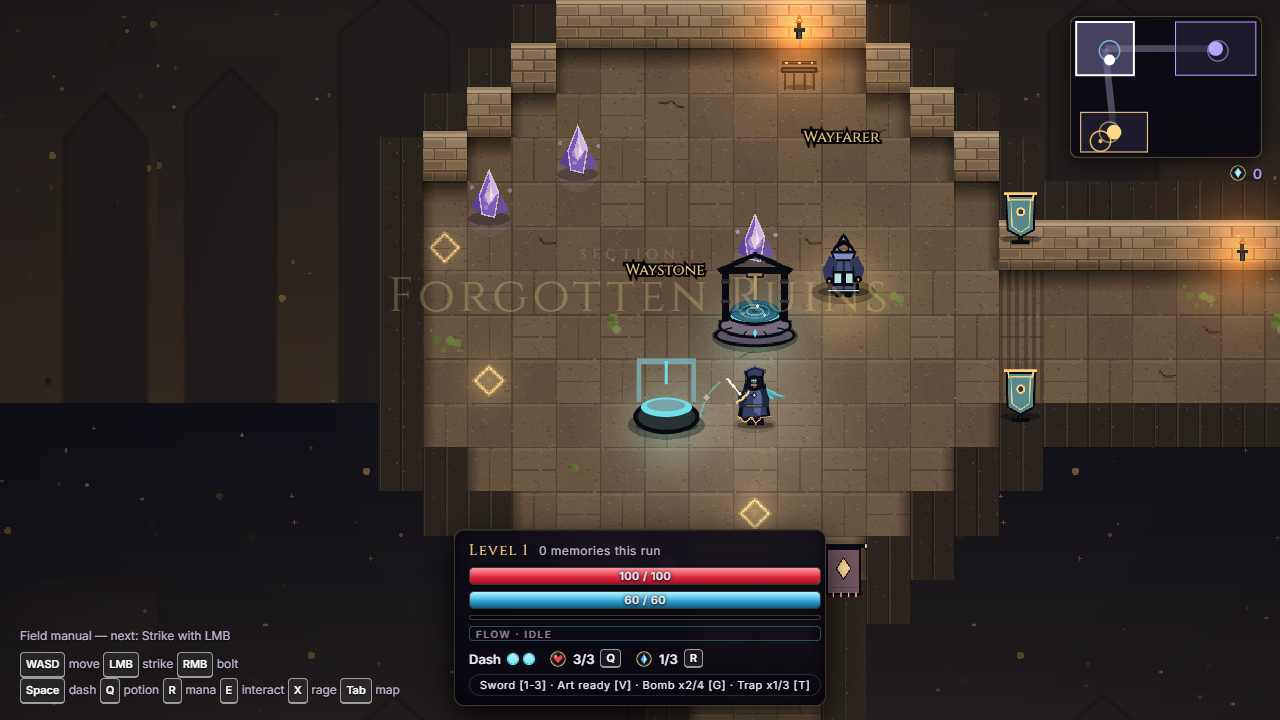 WAYFARER
0
SECTION 1
WAYSTONE
FORGOTTEN RUINS
LEVEL 1 0 memories this run
100 / 100
60 / 60
FLOW · IDLE
Dash 3/3 Q 1/3 R
Sword [1-3] · Art ready [V] · Bomb x2/4 [G] · Trap x1/3 [T]
Field manual — next: Strike with LMB
WASD move LMB strike RMB bolt
Space dash Q potion R mana E interact X rage Tab map